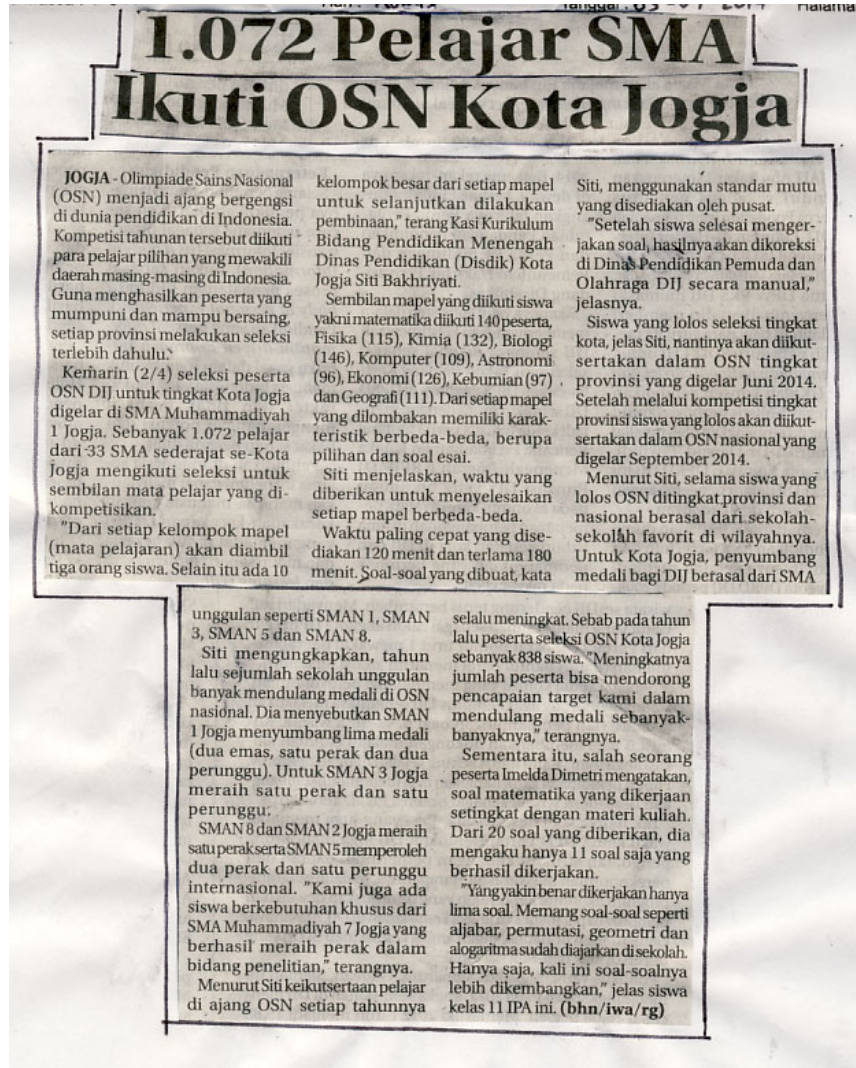 1.072 Pelajar SMA
Ikuti OSN Kota Jogja
JOGJA - Olimpiade Sains Nasional
(OSN) menjadi ajang bergengsi
di dunia pendidikan di Indonesia.
Kompetisi tahunan tersebut diikuti
para pelajar pilihan yang mewakili
daerah masing-masing di Indonesia.
Guna menghasilkan peserta yang
mumpuni dan mampu bersaing,
setiap provinsi melakukan seleksi
terlebih dahulu.
Kemarin (2/4) seleksi peserta
OSN DIJ untuk tingkat Kota Jogja
digelar di SMA Muhammadiyah
1 Jogja. Sebanyak 1.072 pelajar
dari 33 SMA sederajat se-Kota
Jogja mengikuti seleksi untuk
sembilan mata pelajar yang di-
kompetisikan.
"Dari setiap kelompok mapel
(mata pelajaran) akan diambil
tiga orang siswa. Selain itu ada 10
kelompok besar dari setiap mapel
untuk selanjutkan dilakukan
pembinaan," terang Kasi Kurikulum
Bidang Pendidikan Menengah
Dinas Pendidikan (Disdik) Kota
Jogja Siti Bakhriyati.
Sembilan mapel yang diikuti siswa
yakni matematika diikuti 140 peserta,
Fisika (115), Kimia (132), Biologi
(146), Komputer (109), Astronomi
(96), Ekonomi (126), Kebumian (97)
dan Geografi (111). Dari setiap mapel
yang dilombakan memiliki karak-
teristik berbeda-beda, berupa
pilihan dan soal esai.
Siti menjelaskan, waktu yang
diberikan untuk menyelesaikan
setiap mapel berbeda-beda.
Waktu paling cepat yang dise-
diakan 120 menit dan terlama 180
menit. Soal-soal yang dibuat, kata
Siti, menggunakan standar mutu
yang disediakan oleh pusat.
"Setelah siswa selesai menger-
jakan soal, hasilnya akan dikoreksi
di Dinas Pendidikan Pemuda dan
Olahraga DIJ secara manual,"
jelasnya.
Siswa yang lolos seleksi tingkat
kota, jelas Siti, nantinya akan diikut-
sertakan dalam OSN tingkat
provinsi yang digelar Juni 2014.
Setelah melalui kompetisi tingkat
provinsi siswa yang lolos akan diikut-
sertakan dalam OSN nasional yang
digelar September 2014.
Menurut Siti, selama siswa yang
lolos OSN ditingkat provinsi dan
nasional berasal dari sekolah-
sekolah favorit di wilayahnya.
Untuk Kota Jogja, penyumbang
medali bagi DIJ berasal dari SMA
unggulan seperti SMAN 1, SMAN
3, SMAN 5 dan SMAN 8.
Siti mengungkapkan, tahun
lalu sejumlah sekolah unggulan
banyak mendulang medali di OSN
nasional. Dia menyebutkan SMAN
1 Jogja menyumbang lima medali
(dua emas, satu perak dan dua
perunggu). Untuk SMAN 3 Jogja
meraih satu perak dan satu
perunggu.
SMAN 8 dan SMAN 2 Jogja meraih
satu perak serta SMAN 5 memperoleh
dua perak dan satu perunggu
internasional. "Kami juga ada
siswa berkebutuhan khusus dari
SMA Muhammadiyah 7 Jogja yang
berhasil meraih perak dalam
bidang penelitian," terangnya.
Menurut Siti keikutsertaan pelajar
di ajang OSN setiap tahunnya
selalu meningkat. Sebab pada tahun
lalu peserta seleksi OSN Kota Jogja
sebanyak 838 siswa. "Meningkatnya
jumlah peserta bisa mendorong
pencapaian target kami dalam
mendulang medali sebanyak-
banyaknya," terangnya.
Sementara itu, salah seorang
peserta Imelda Dimetri mengatakan,
soal matematika yang dikerjaan
setingkat dengan materi kuliah.
Dari 20 soal yang diberikan, dia
mengaku hanya 11 soal saja yang
berhasil dikerjakan.
"Yang yakin benar dikerjakan hanya
lima soal. Memang soal-soal seperti
aljabar, permutasi, geometri dan
alogaritma sudah diajarkan di sekolah.
Hanya saja, kali ini soal-soalnya
lebih dikembangkan," jelas siswa
kelas 11 IPA ini. (bhn/iwa/rg)